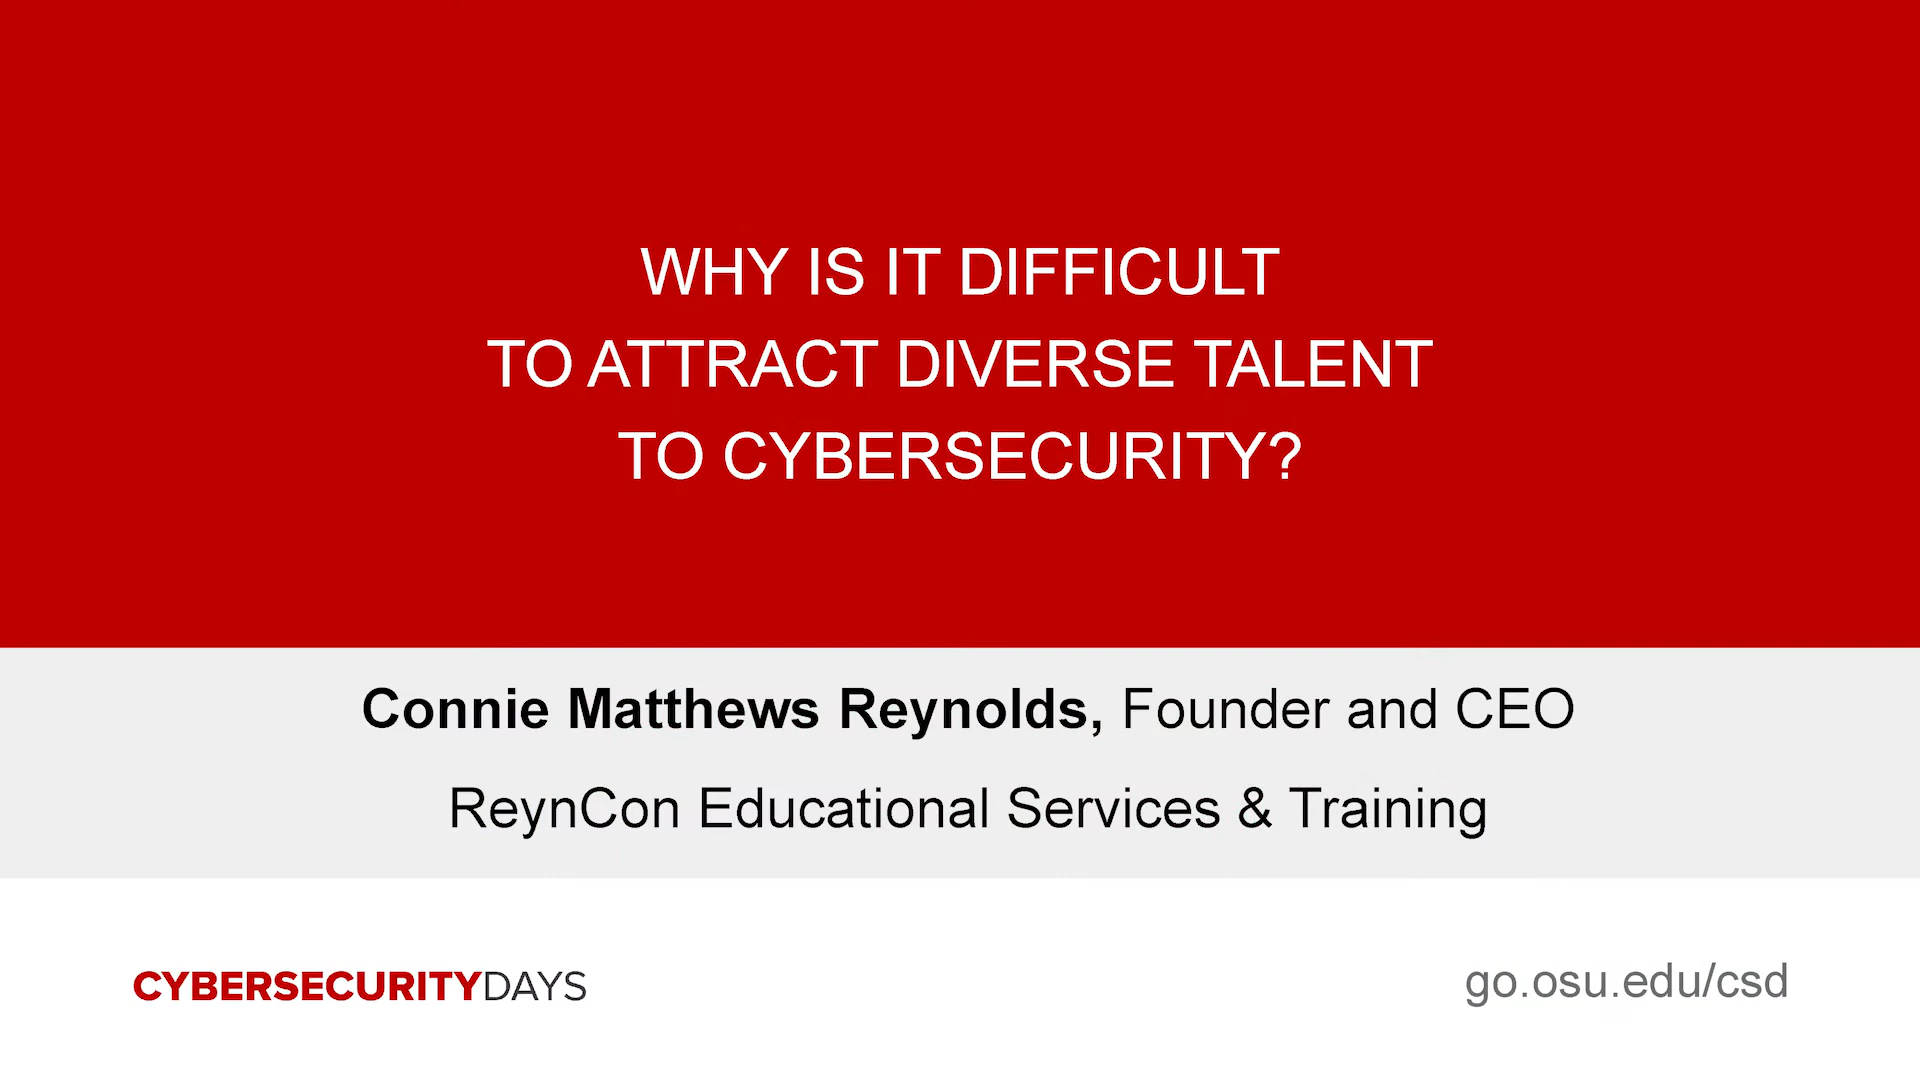 WHY IS IT DIFFICULT
TO ATTRACT DIVERSE TALENT
TO CYBERSECURITY?
Connie Matthews Reynolds, Founder and CEO
ReynCon Educational Services & Training
CYBERSECURITYDAYS
go.osu.edu/csd